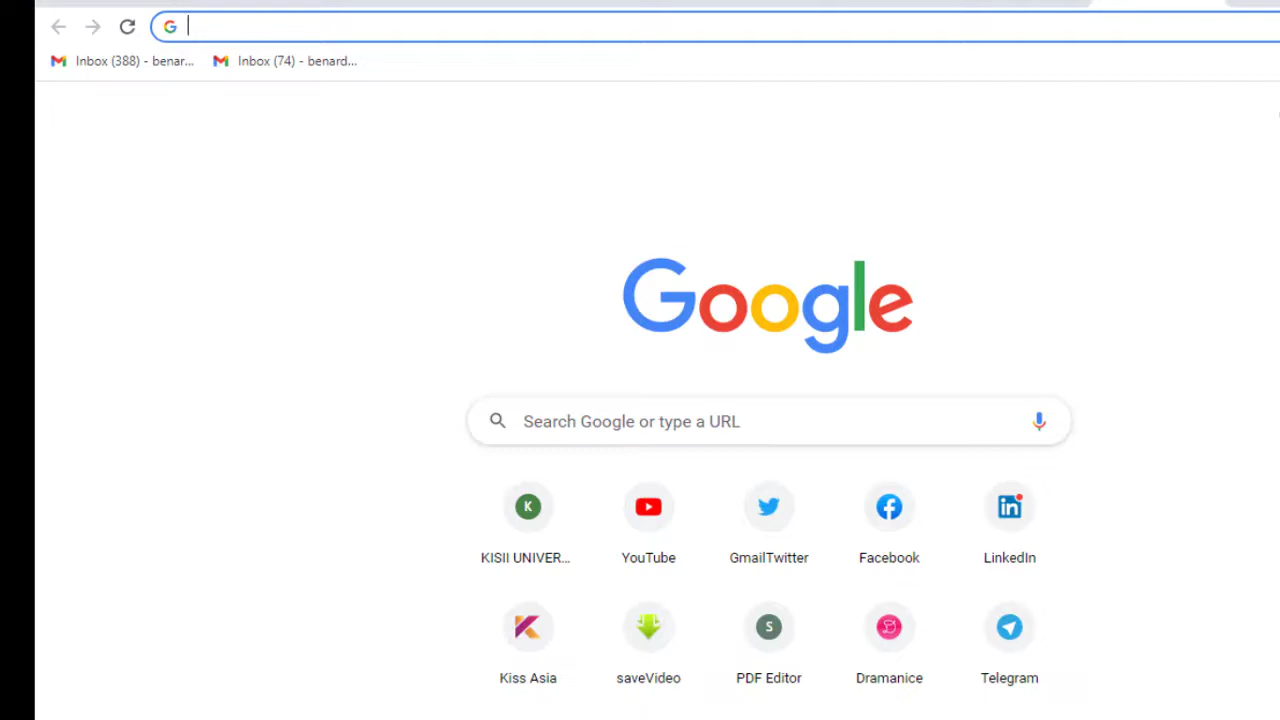 Inbox (388) - benar... Inbox (74) - benard...
Google
Search Google or type a URL
K
KISII UNIVER... YouTube GmailTwitter Facebook LinkedIn
S
Kiss Asia saveVideo PDF Editor Dramanice Telegram